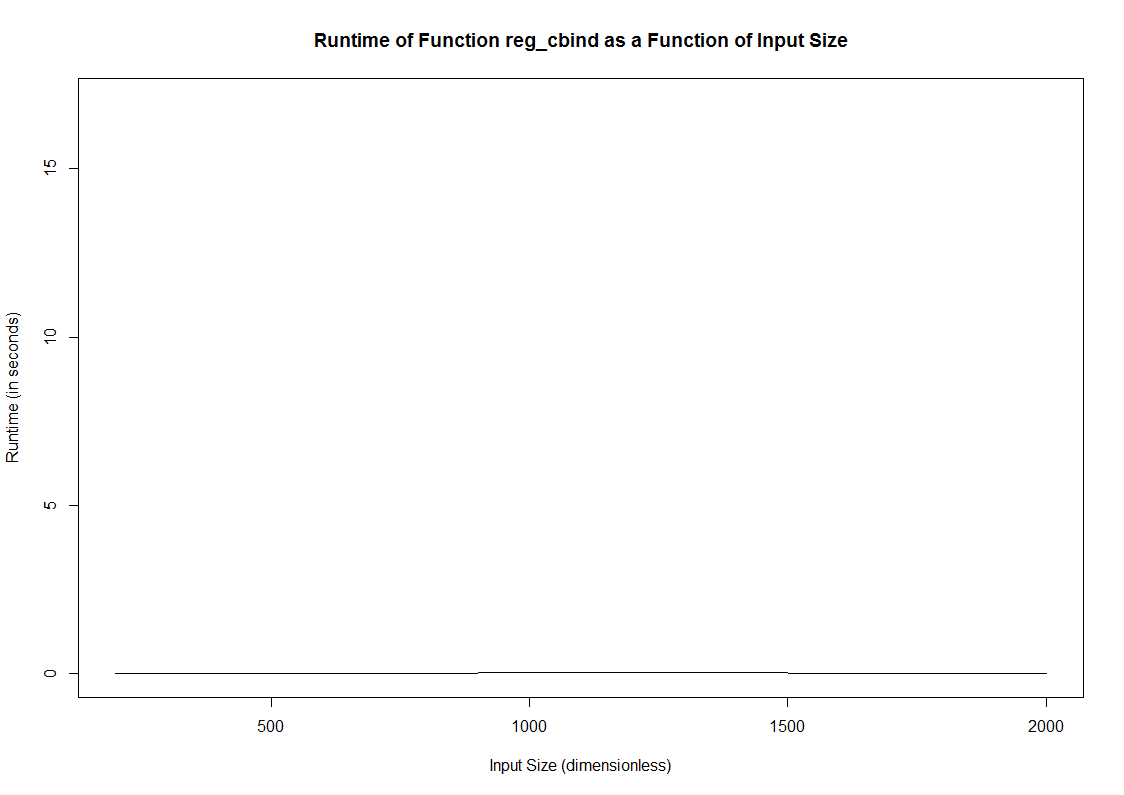 Runtime of Function reg_cbind as a Function of Input Size
Runtime (in seconds)
15
10
5
0
500 1000 1500 2000
Input Size (dimensionless)